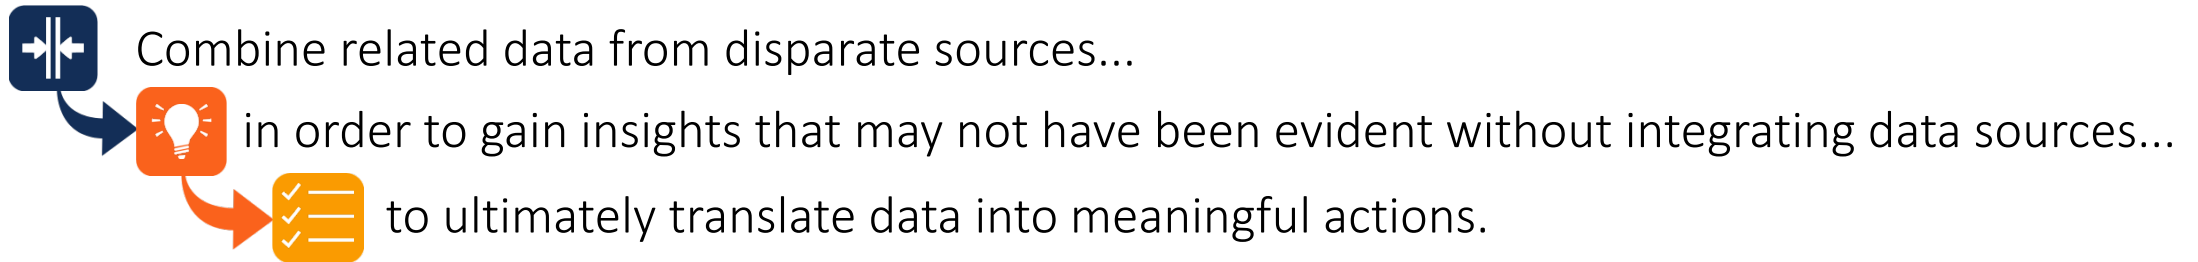 Combine related data from disparate sources...
in order to gain insights that may not have been evident without integrating data sources...
to ultimately translate data into meaningful actions.